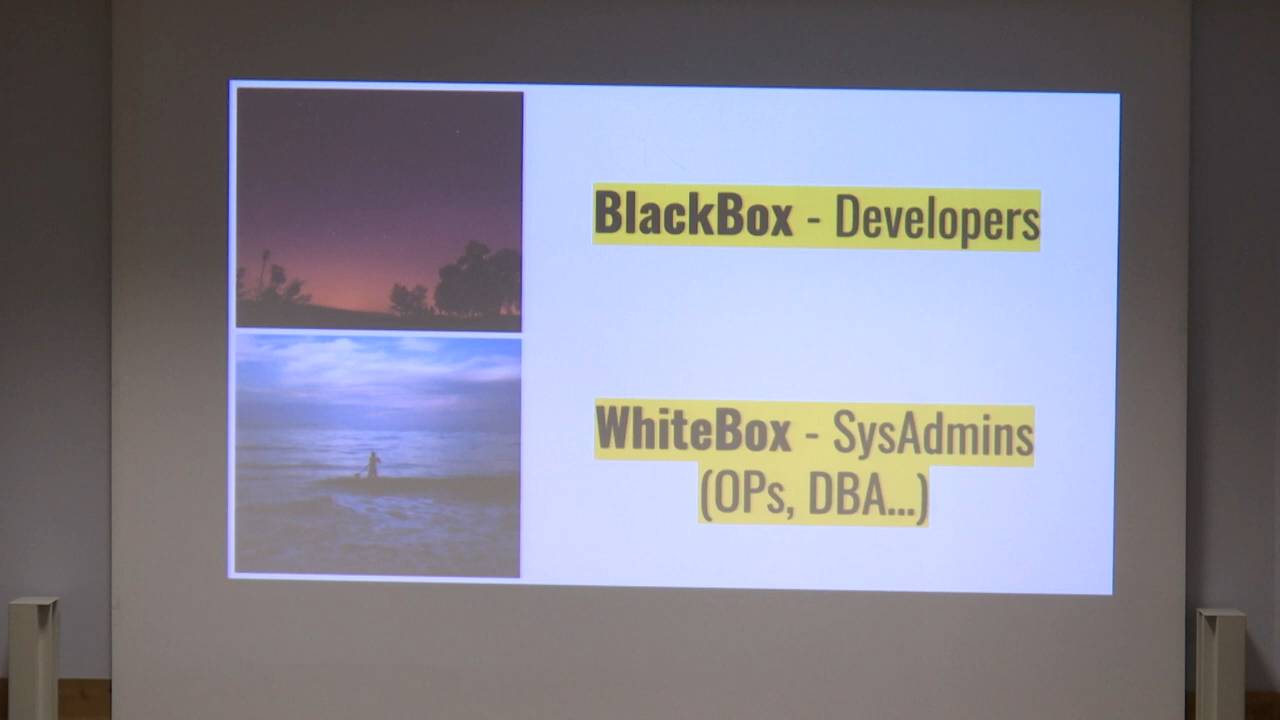 BlackBox - Developers
WhiteBox - SysAdmins
(OPs, DBA...)